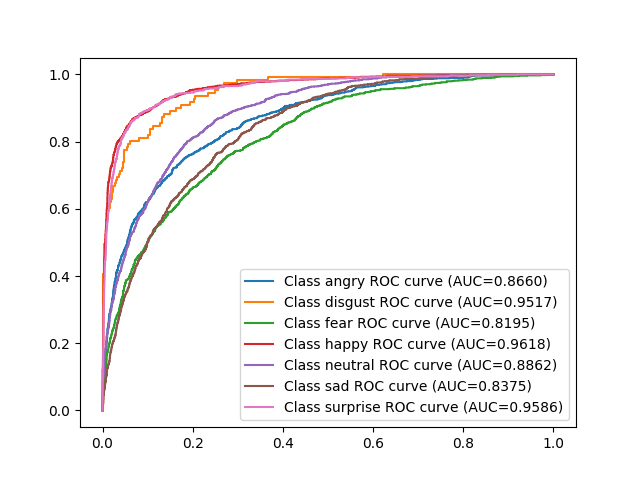 1.0
0.8
0.6
0.4
0.2
0.0
Class angry ROC curve (AUC=0.8660)
Class disgust ROC curve (AUC=0.9517)
Class fear ROC curve (AUC=0.8195)
Class happy ROC curve (AUC=0.9618)
Class neutral ROC curve (AUC=0.8862)
Class sad ROC curve (AUC=0.8375)
Class surprise ROC curve (AUC=0.9586)
0.0 0.2 0.4 0.6 0.8 1.0